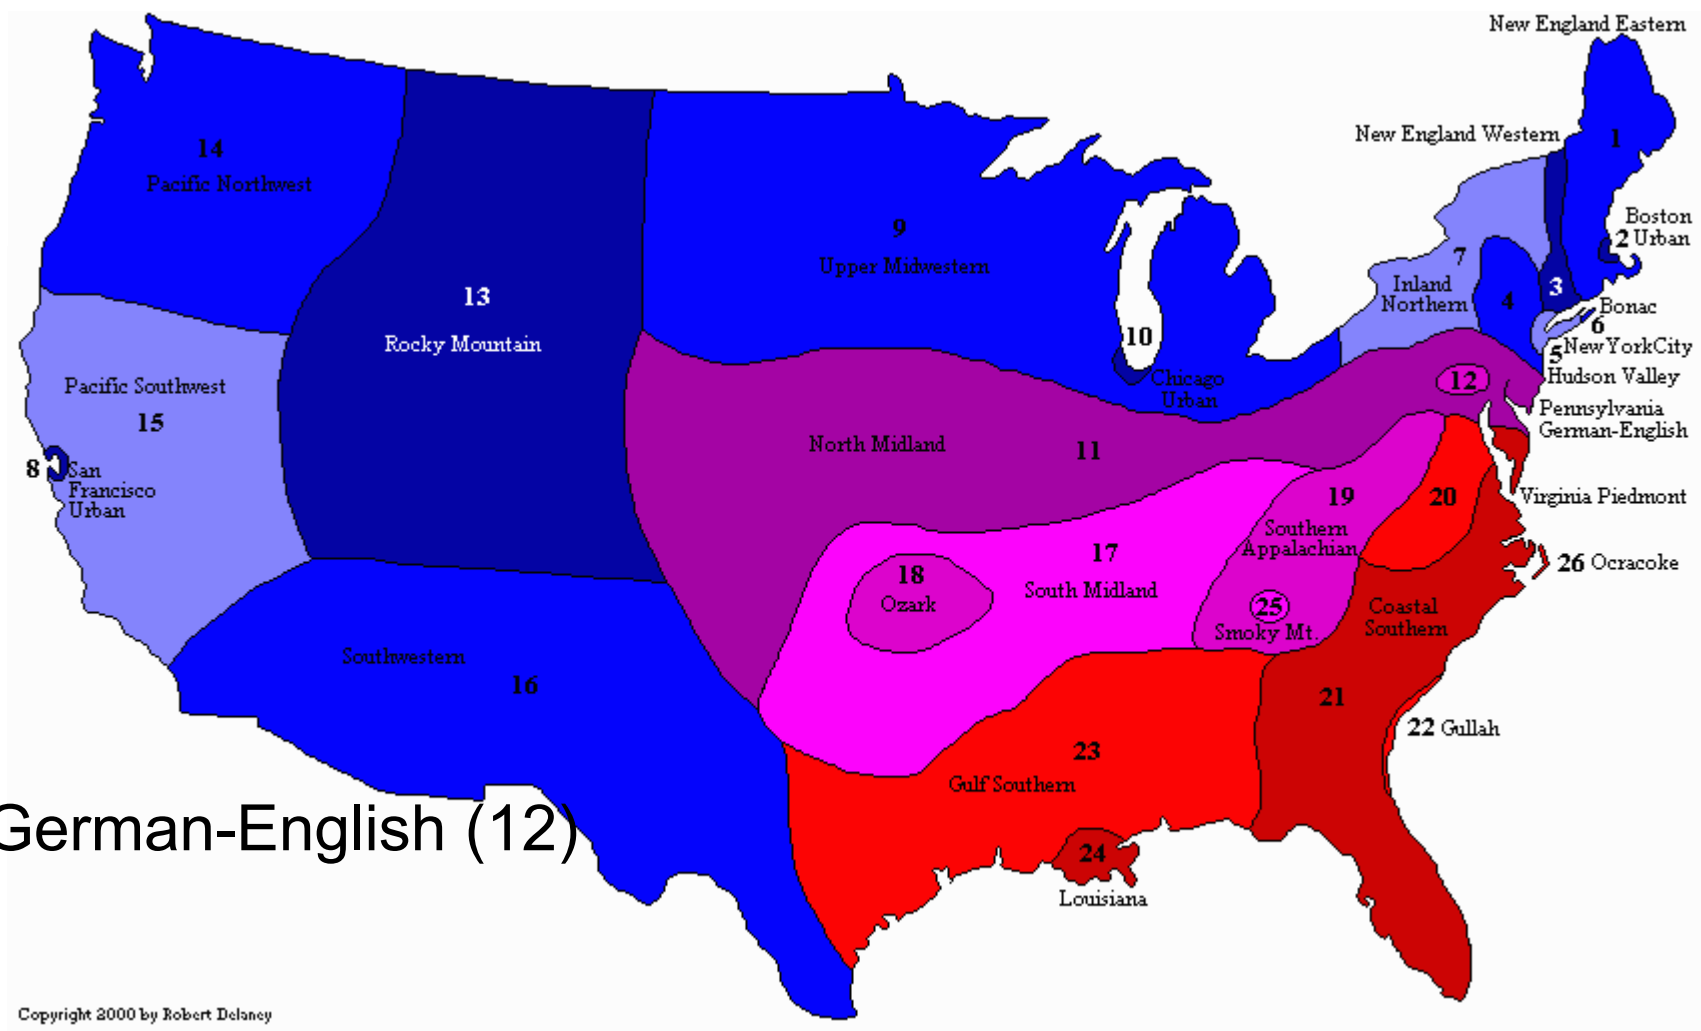 New England Eastern
New England Western
1
14
Pacific Northwest
Boston
2 Urban
9
Upper Midwestern
7
Inland
Northern
3
4
13
Rocky Mountain
Bonac
6
10
5
New YorkCity
Chicago
Urban
12
Hudson Valley
Pacific Southwest
15
Pennsylvania
German-English
North Midland
11
8
San
Francisco
Urban
19
20
Virginia Piedmont
Southern
Appalachian
17
South Midland
18
Ozark
26 Ocracoke
25
Smoky Mt.
Coastal
Southern
Southwestern
16
21
22 Gullah
23
Gulf Southern
German-English (12)
24
Louisiana
Copyright 2000 by Robert Delaney